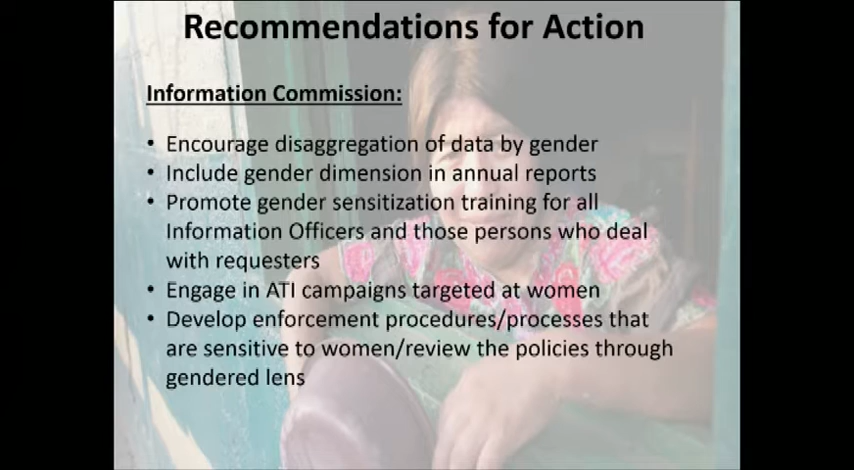 Recommendations for Action
Information Commission:
• Encourage disaggregation of data by gender
• Include gender dimension in annual reports
• Promote gender sensitization training for all
Information Officers and those persons who deal
with requesters
• Engage in ATI campaigns targeted at women
• Develop enforcement procedures/processes that
are sensitive to women/review the policies through
gendered lens